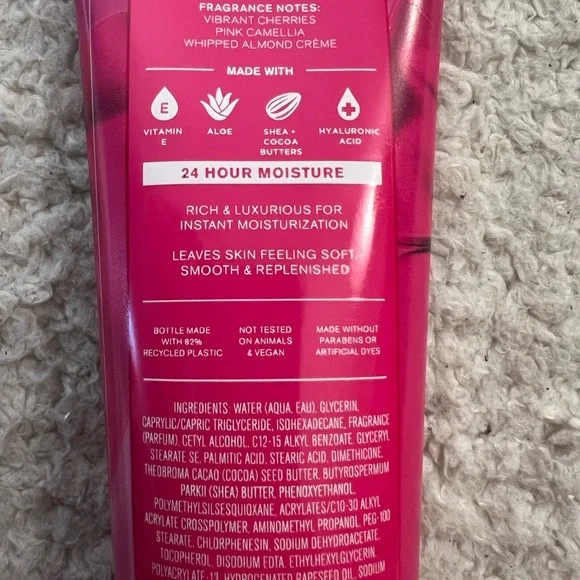 FRAGRANCE NOTES:
VIBRANT CHERRIES
PINK CAMELLIA
WHIPPED ALMOND CRÈME
MADE WITH
E
VITAMIN
E
ALOE
SHEA +
COCOA
BUTTERS
HYALURONIC
ACID
24 HOUR MOISTURE
RICH & LUXURIOUS FOR
INSTANT MOISTURIZATION
LEAVES SKIN FEELING SOFT,
SMOOTH & REPLENISHED
BOTTLE MADE
WITH 82%
RECYCLED PLASTIC
NOT TESTED
ON ANIMALS
& VEGAN
MADE WITHOUT
PARABENS OR
ARTIFICIAL DYES
INGREDIENTS: WATER (AQUA, EAU), GLYCERIN,
CAPRYLIC/CAPRIC TRIGLYCERIDE, ISOHEXADECANE, FRAGRANCE
(PARFUM), CETYL ALCOHOL, C12-15 ALKYL BENZOATE, GLYCERYL
STEARATE SE, PALMITIC ACID, STEARIC ACID, DIMETHICONE,
THEOBROMA CACAO (COCOA) SEED BUTTER, BUTYROSPERMUM
PARKII (SHEA) BUTTER, PHENOXYETHANOL,
POLYMETHYLSILSESQUIOXANE, ACRYLATES/C10-30 ALKYL
ACRYLATE CROSSPOLYMER, AMINOMETHYL PROPANOL, PEG-100
STEARATE, CHLORPHENESIN, SODIUM DEHYDROACETATE,
TOCOPHEROL, DISODIUM EDTA, ETHYLHEXYLGLYCERIN,
POLYACRYLATE-13, HYDROGENATED RAPESEED OIL, SODIUM